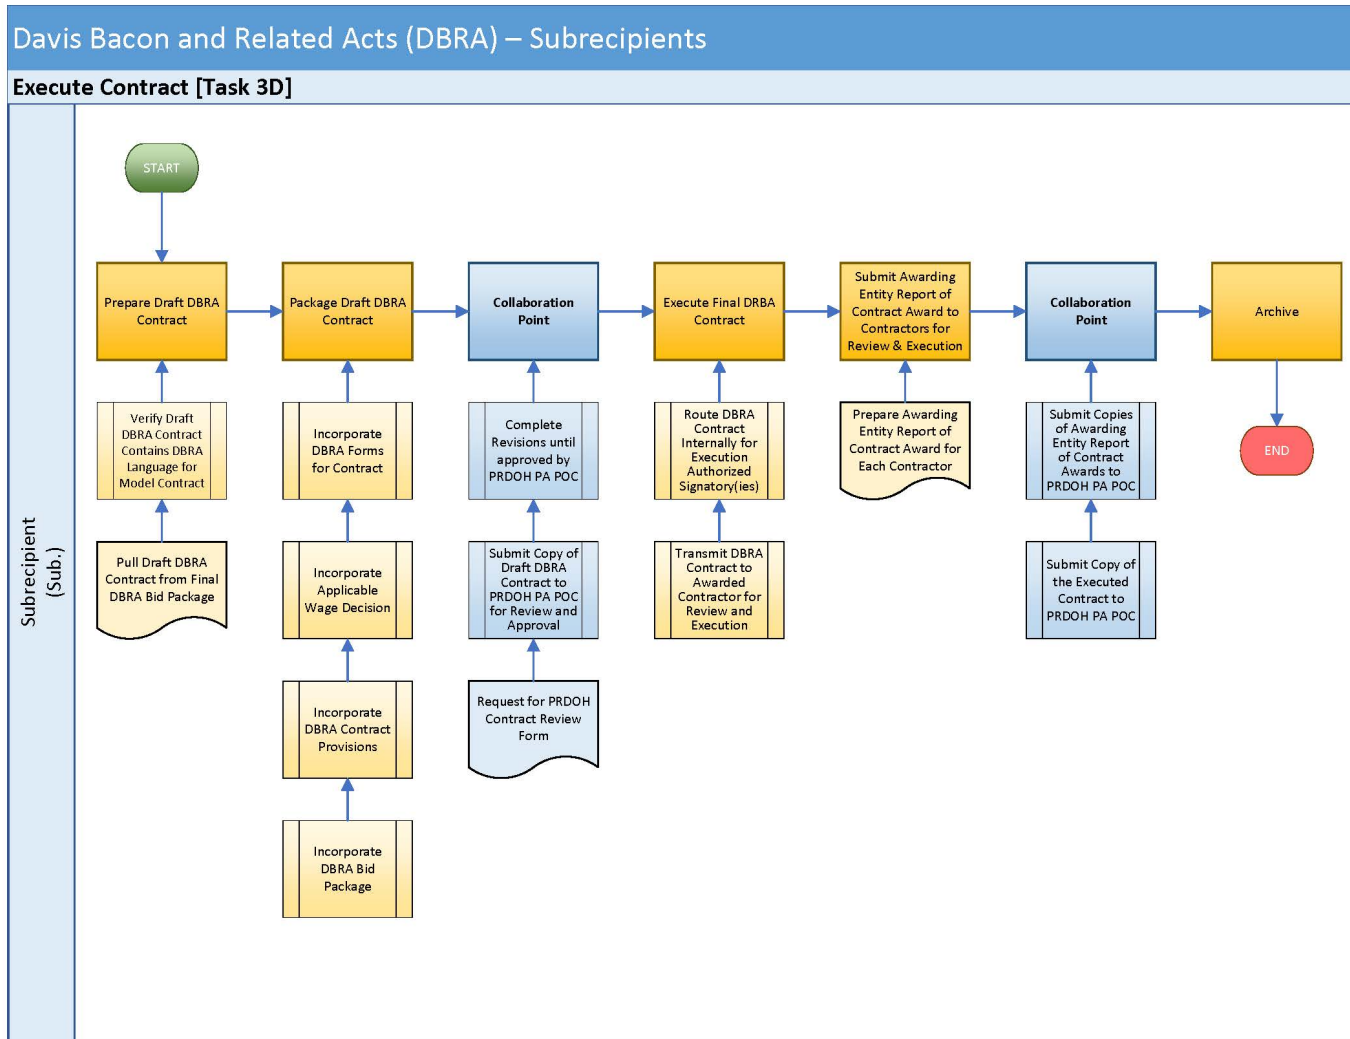 Davis Bacon and Related Acts (DBRA) – Subrecipients
Execute Contract [Task 3D]
Subrecipient
(Sub.)
START
Prepare Draft DBRA
Contract
Verify Draft
DBRA Contract
Contains DBRA
Language for
Model Contract
Pull Draft DBRA
Contract from Final
DBRA Bid Package
Package Draft DBRA
Contract
Incorporate
DBRA Forms
for Contract
Incorporate
Applicable
Wage Decision
Incorporate
DBRA Contract
Provisions
Incorporate
DBRA Bid
Package
Collaboration
Point
Complete
Revisions until
approved by
PRDOH PA POC
Submit Copy of
Draft DBRA
Contract to
PRDOH PA POC
for Review and
Approval
Request for PRDOH
Contract Review
Form
Execute Final DRBA
Contract
Route DBRA
Contract
Internally for
Execution
Authorized
Signatory(ies)
Transmit DBRA
Contract to
Awarded
Contractor for
Review and
Execution
Submit Awarding
Entity Report of
Contract Award to
Contractors for
Review & Execution
Prepare Awarding
Entity Report of
Contract Award for
Each Contractor
Collaboration
Point
Submit Copies
of Awarding
Entity Report
of Contract
Awards to
PRDOH PA POC
Submit Copy of
the Executed
Contract to
PRDOH PA POC
Archive
END